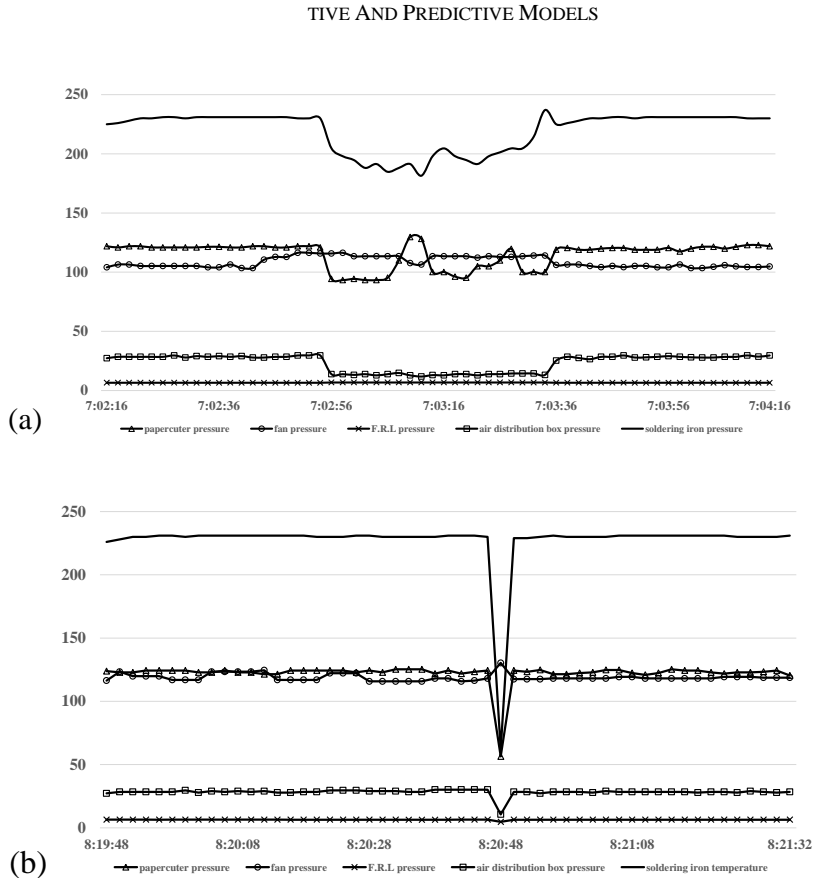 TIVE AND PREDICTIVE MODELS
250
200
150
100
50
0
7:02:16 7:02:36 7:02:56 7:03:16 7:03:36 7:03:56 7:04:16
(a)
papercuter pressure fan pressure F.R.L pressure air distribution box pressure soldering iron pressure
250
200
150
100
50
0
8:19:48 8:20:08 8:20:28 8:20:48 8:21:08 8:21:32
(b)
papercuter pressure fan pressure F.R.L pressure air distribution box pressure soldering iron temperature